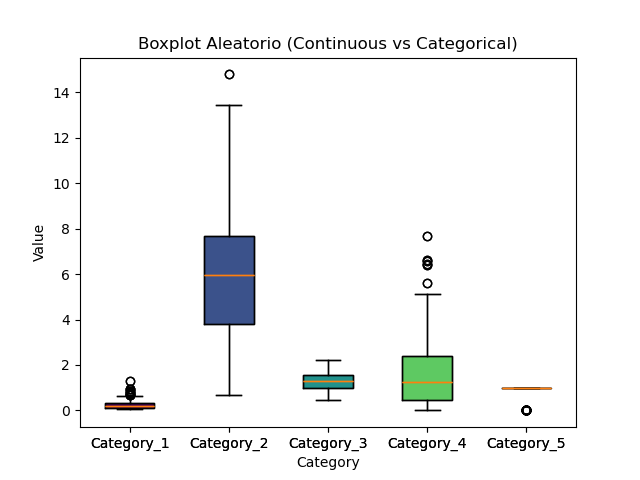 Boxplot Aleatorio (Continuous vs Categorical)
14
12
10
8
6
4
2
0
Value
Category_1 Category_2 Category_3 Category_4 Category_5
Category